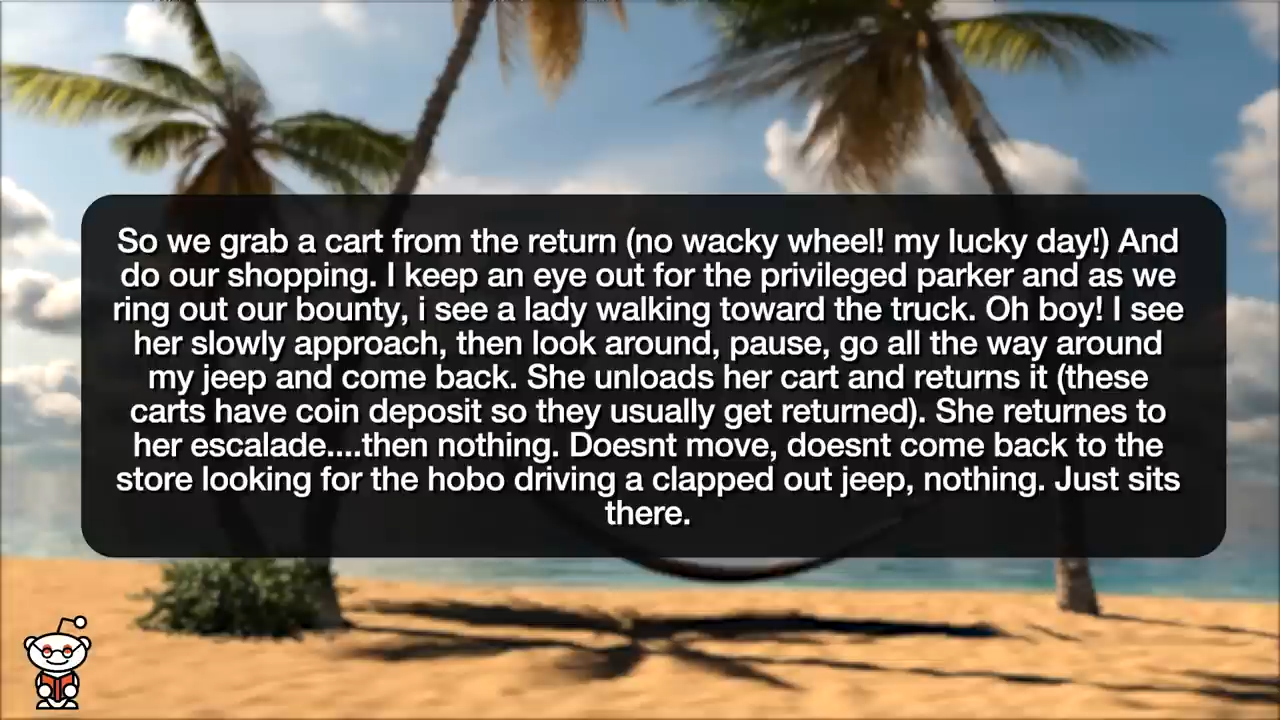 So we grab a cart from the return (no wacky wheel! my lucky day!) And
do our shopping. I keep an eye out for the privileged parker and as we
ring out our bounty, i see a lady walking toward the truck. Oh boy! I see
her slowly approach, then look around, pause, go all the way around
my jeep and come back. She unloads her cart and returns it (these
carts have coin deposit so they usually get returned). She returnes to
her escalade....then nothing. Doesnt move, doesnt come back to the
store looking for the hobo driving a clapped out jeep, nothing. Just sits
there.